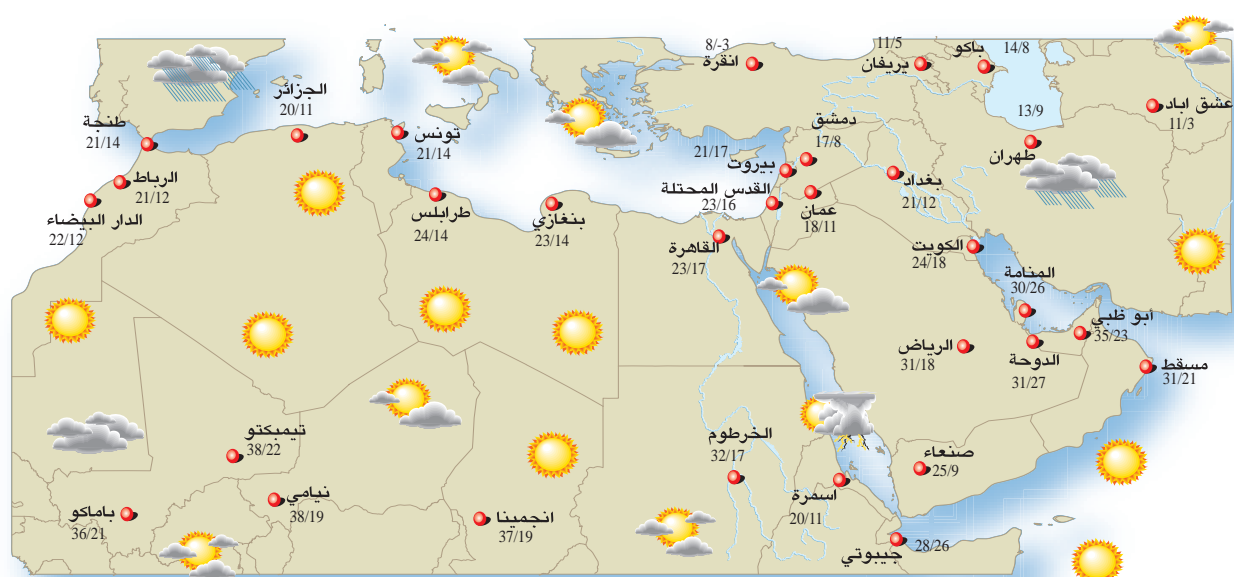 8/-3
انقرة
11/5
يريفان
باكو
14/8
عشق اباد
11/3
13/9
طهران
الجزائر
20/11
طنجة
21/14
تونس
21/14
دمشق
17/8
21/17
بيروت
بغداد
21/12
الرباط
21/12
القدس المحتلة
23/16
عمان
18/11
الدار البيضاء
22/12
طرابلس
24/14
بنغازي
23/14
القاهرة
23/17
الكويت
24/18
المنامة
30/26
أبو ظبي
35/23
الرياض
31/18
الدوحة
31/27
مسقط
31/21
تيمبكتو
38/22
الخرطوم
32/17
صنعاء
25/9
نيامي
38/19
باماكو
36/21
انجمينا
37/19
اسمرة
20/11
28/26
جيبوتي